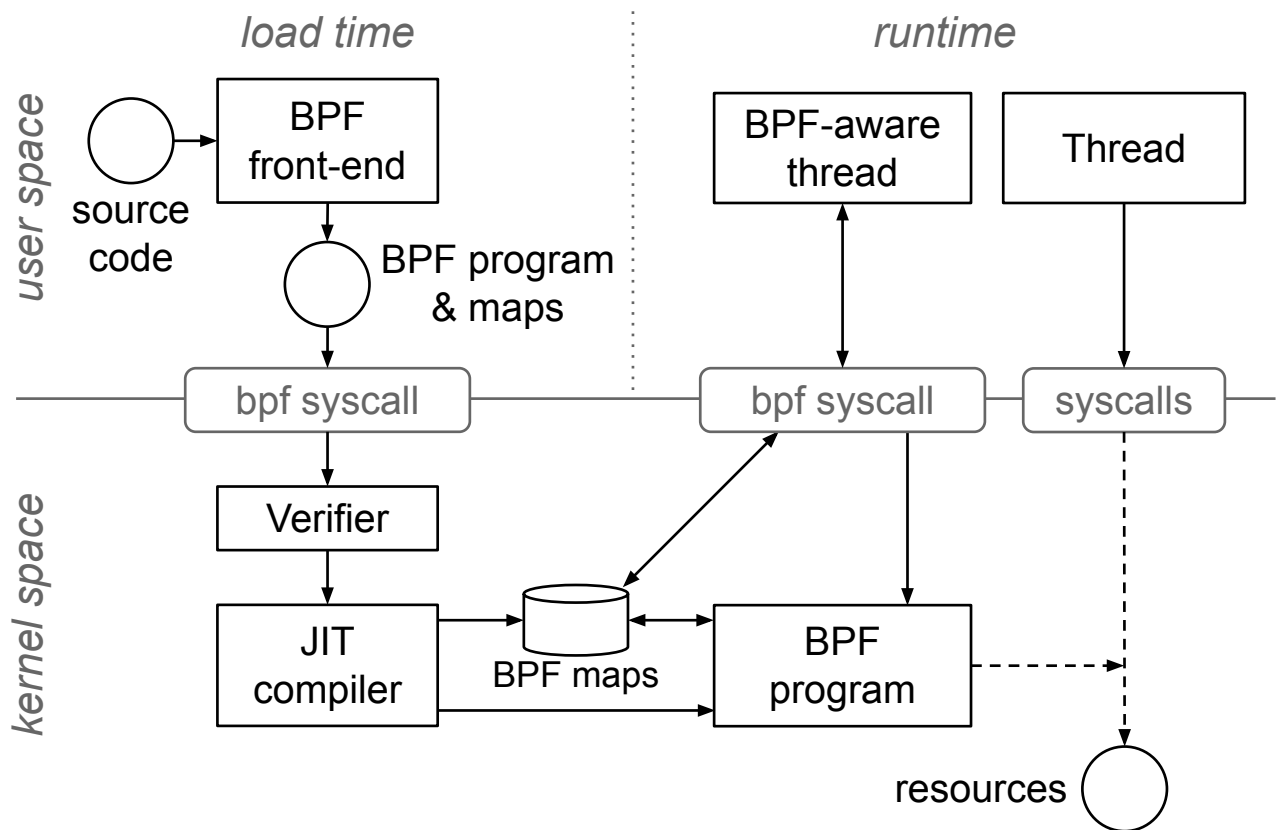 load time
runtime
user space
BPF
front-end
source
code
BPF program
& maps
BPF-aware
thread
Thread
bpf syscall
bpf syscall
syscalls
kernel space
Verifier
JIT
compiler
BPF maps
BPF
program
resources